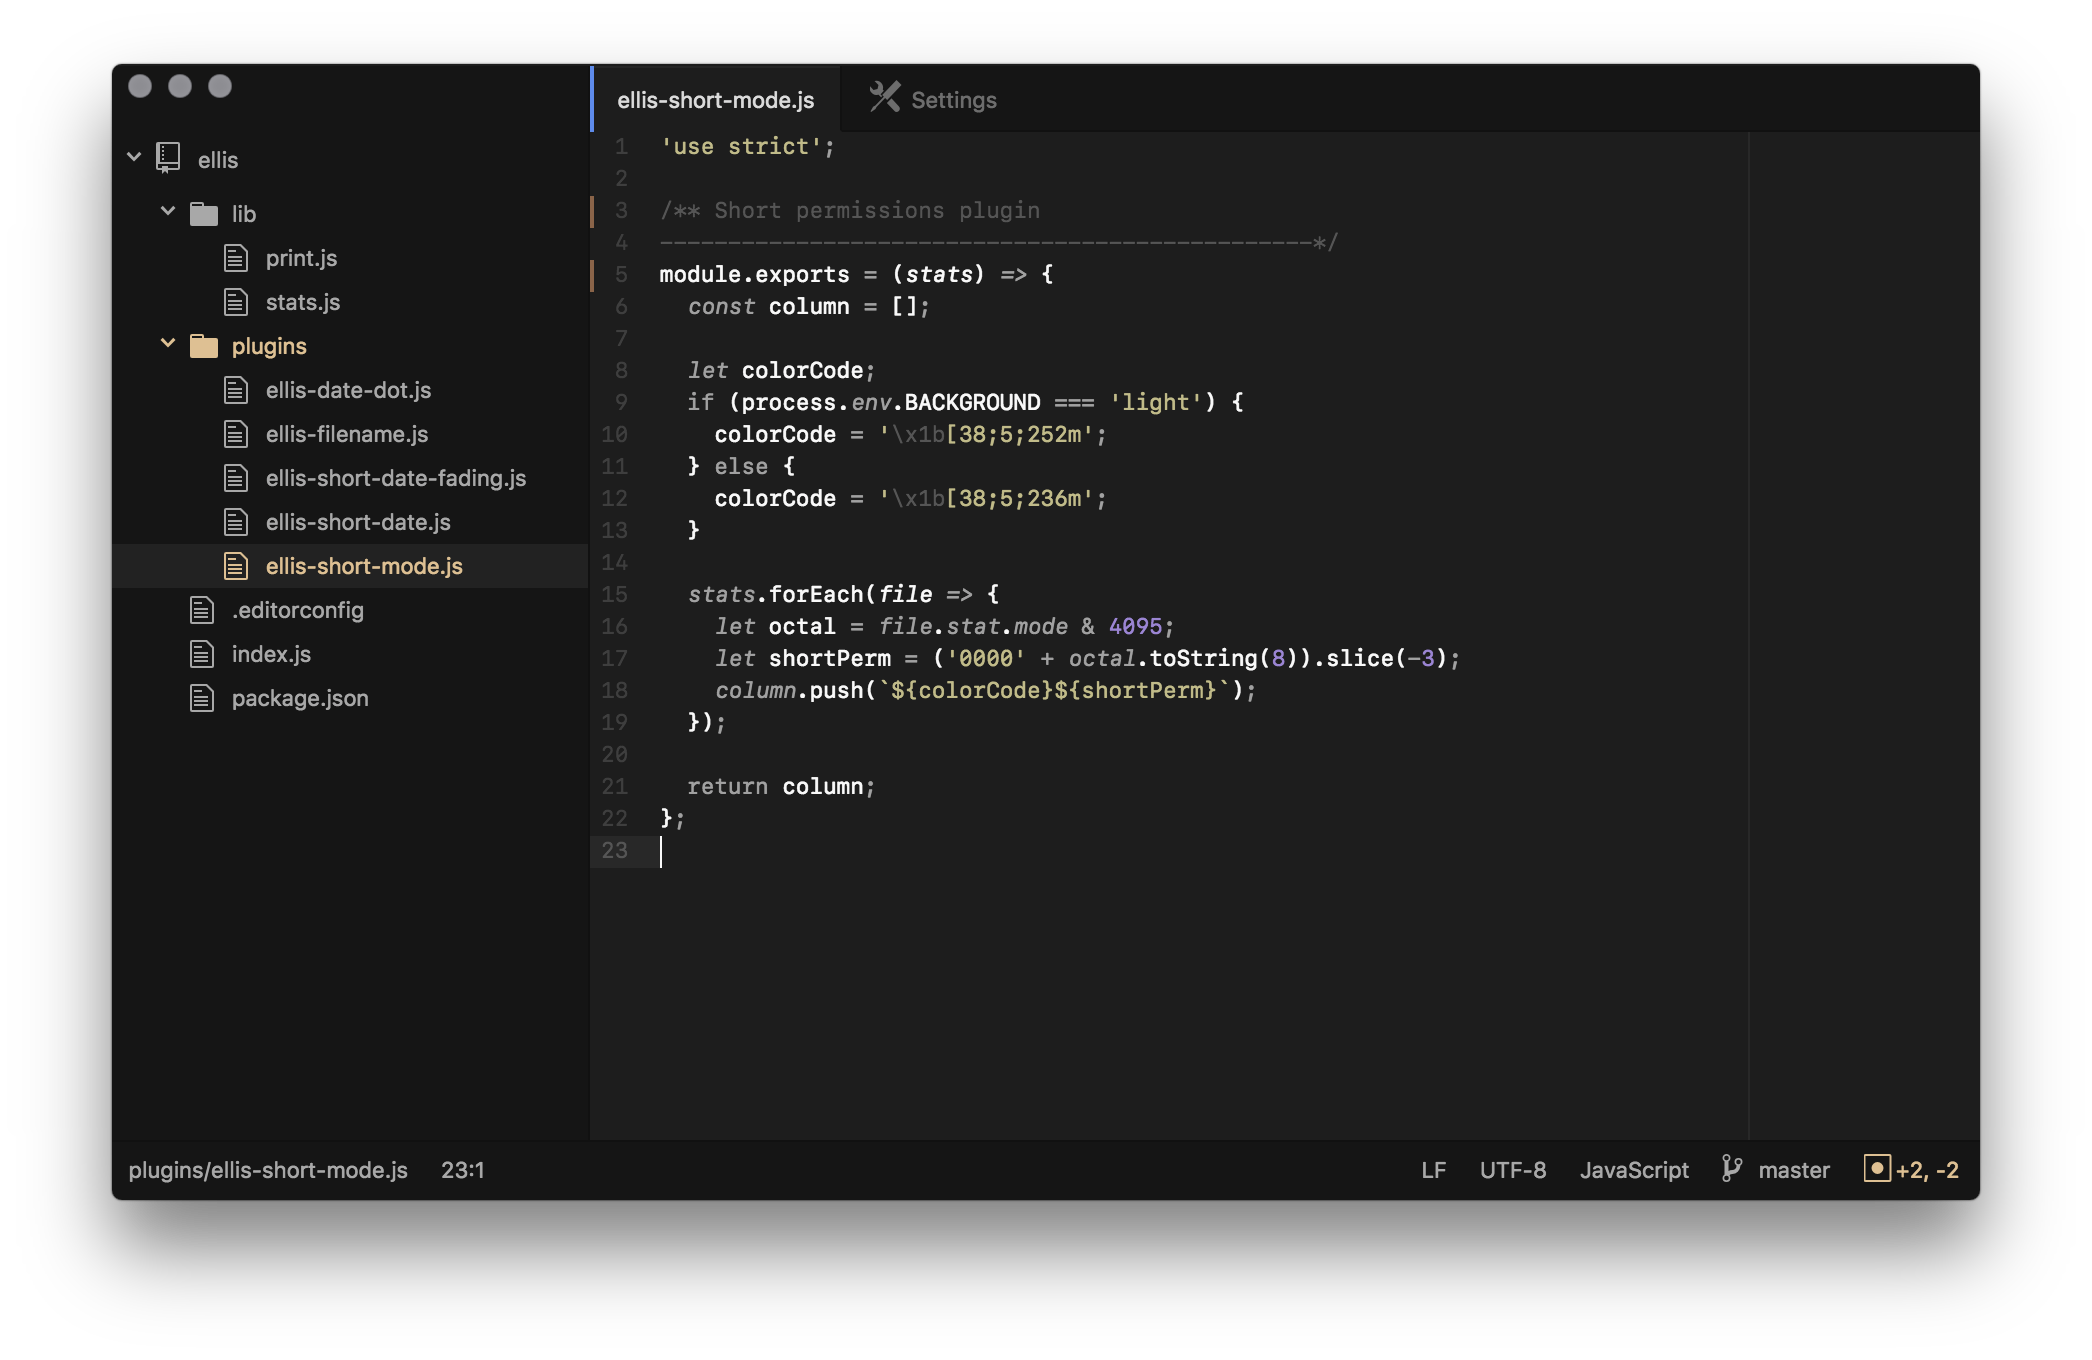 ellis
lib
print.js
stats.js
plugins
ellis-date-dot.js
ellis-filename.js
ellis-short-date-fading.js
ellis-short-date.js
ellis-short-mode.js
.editorconfig
index.js
package.json
ellis-short-mode.js Settings
1 'use strict';
2
3 /** Short permissions plugin
4 ------------------------------------------------*/
5 module.exports = (stats) => {
6   const column = [];
7
8   let colorCode;
9   if (process.env.BACKGROUND === 'light') {
10     colorCode = '\x1b[38;5;252m';
11   } else {
12     colorCode = '\x1b[38;5;236m';
13   }
14
15   stats.forEach(file => {
16     let octal = file.stat.mode & 4095;
17     let shortPerm = ('0000' + octal.toString(8)).slice(-3);
18     column.push(`${colorCode}${shortPerm}`);
19   });
20
21   return column;
22 };
23
plugins/ellis-short-mode.js 23:1 LF UTF-8 JavaScript master +2, -2